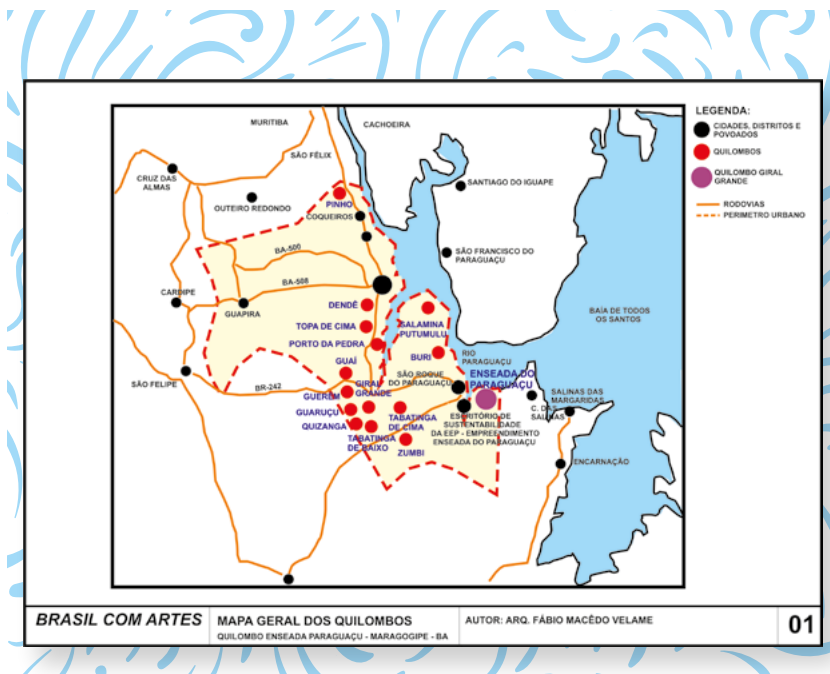 MURITIBA
CACHOEIRA
SÃO FÉLIX
CRUZ DAS
ALMAS
OUTEIRO REDONDO
PINHO
COQUEIROS
SANTIAGO DO IGUAPE
SÃO FRANCISCO DO
PARAGUAÇU
BA-500
BA-508
CARDIPE
GUAPIRA
DENDÊ
TOPA DE CIMA
PORTO DA PEDRA
SALAMINA
PUTUMULU
BURI
RIO
PARAGUAÇU
BAÍA DE TODOS
OS SANTOS
GUAÍ
SÃO ROQUE
DO PARAGUAÇU
ENSEADA DO
PARAGUAÇU
SÃO FELIPE
BR-242
GIRAL
GRANDE
GUERÉM
GUARUÇU
QUIZANGA
TABATINGA
DE CIMA
TABATINGA
DE BAIXO
ZUMBI
ESCRITÓRIO DE
SUSTENTABILIDADE
DA EEP - EMPREENDIMENTO
ENSEADA DO PARAGUAÇU
C. DAS
SALINAS
SALINAS DAS
MARGARIDAS
ENCARNAÇÃO
LEGENDA:
CIDADES, DISTRITOS E
POVOADOS
QUILOMBOS
QUILOMBO GIRAL
GRANDE
RODOVIAS
PERIMETRO URBANO
BRASIL COM ARTES
MAPA GERAL DOS QUILOMBOS
QUILOMBO ENSEADA PARAGUAÇU - MARAGOGIPE - BA
AUTOR: ARQ. FÁBIO MACÊDO VELAME
01